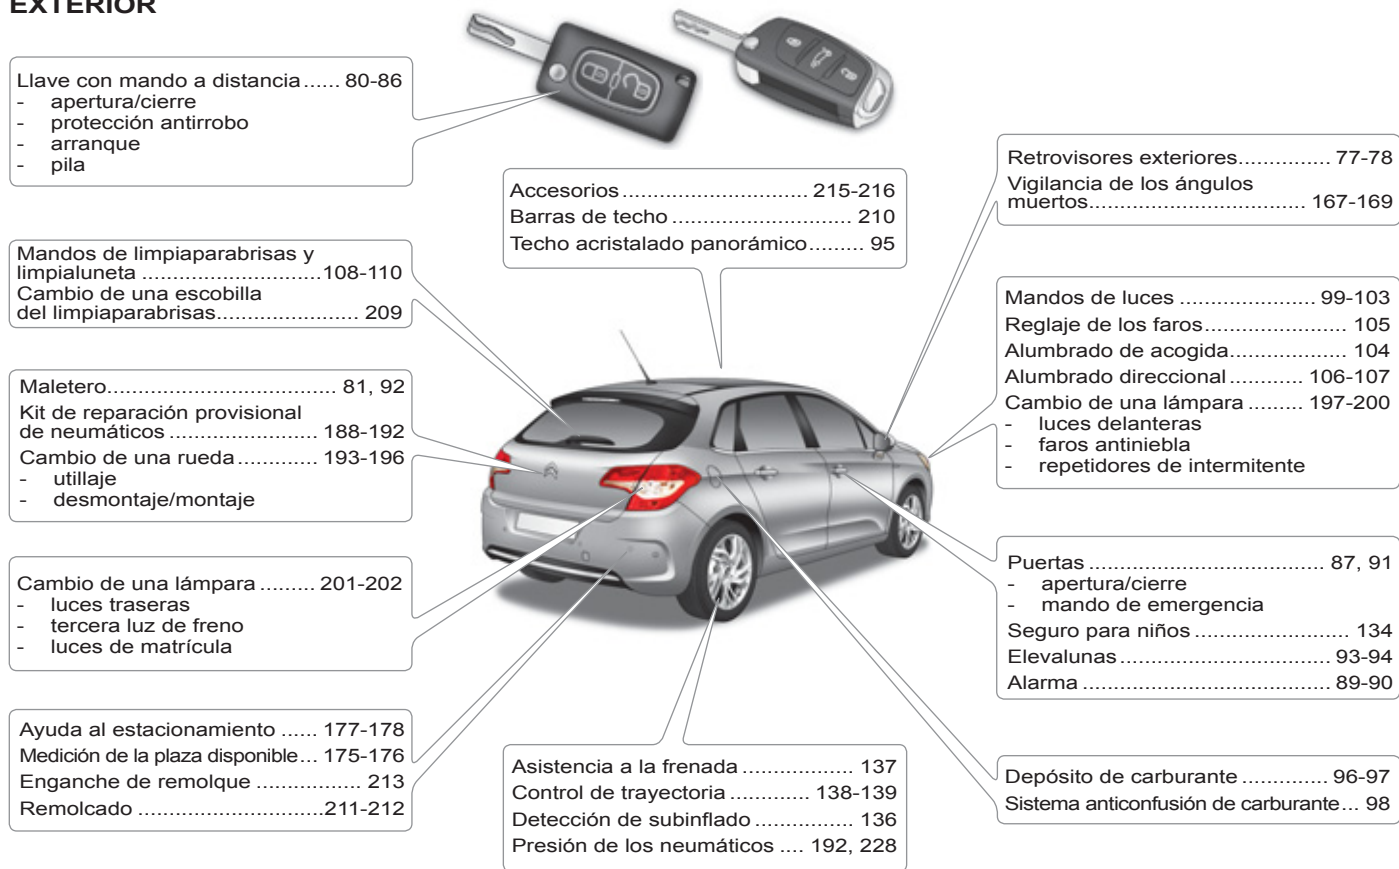 EXTERIOR
Llave con mando a distancia...... 80-86
- apertura/cierre
- protección antirrobo
- arranque
- pila
Mandos de limpiaparabrisas y
limpialuneta ............................108-110
Cambio de una escobilla
del limpiaparabrisas...................... 209
Maletero................................... 81, 92
Kit de reparación provisional
de neumáticos ....................... 188-192
Cambio de una rueda............. 193-196
- utillaje
- desmontaje/montaje
Cambio de una lámpara ......... 201-202
- luces traseras
- tercera luz de freno
- luces de matrícula
Ayuda al estacionamiento ...... 177-178
Medición de la plaza disponible... 175-176
Enganche de remolque ................. 213
Remolcado .............................211-212
Accesorios ............................ 215-216
Barras de techo ............................ 210
Techo acristalado panorámico......... 95
Asistencia a la frenada.................. 137
Control de trayectoria ............ 138-139
Detección de subinflado ................ 136
Presión de los neumáticos .... 192, 228
Retrovisores exteriores............... 77-78
Vigilancia de los ángulos
muertos.................................. 167-169
Mandos de luces ...................... 99-103
Reglaje de los faros...................... 105
Alumbrado de acogida.................. 104
Alumbrado direccional ............ 106-107
Cambio de una lámpara ......... 197-200
- luces delanteras
- faros antiniebla
- repetidores de intermitente
Puertas .................................... 87, 91
- apertura/cierre
- mando de emergencia
Seguro para niños ........................ 134
Elevalunas.................................. 93-94
Alarma ....................................... 89-90
Depósito de carburante .............. 96-97
Sistema anticonfusión de carburante... 98